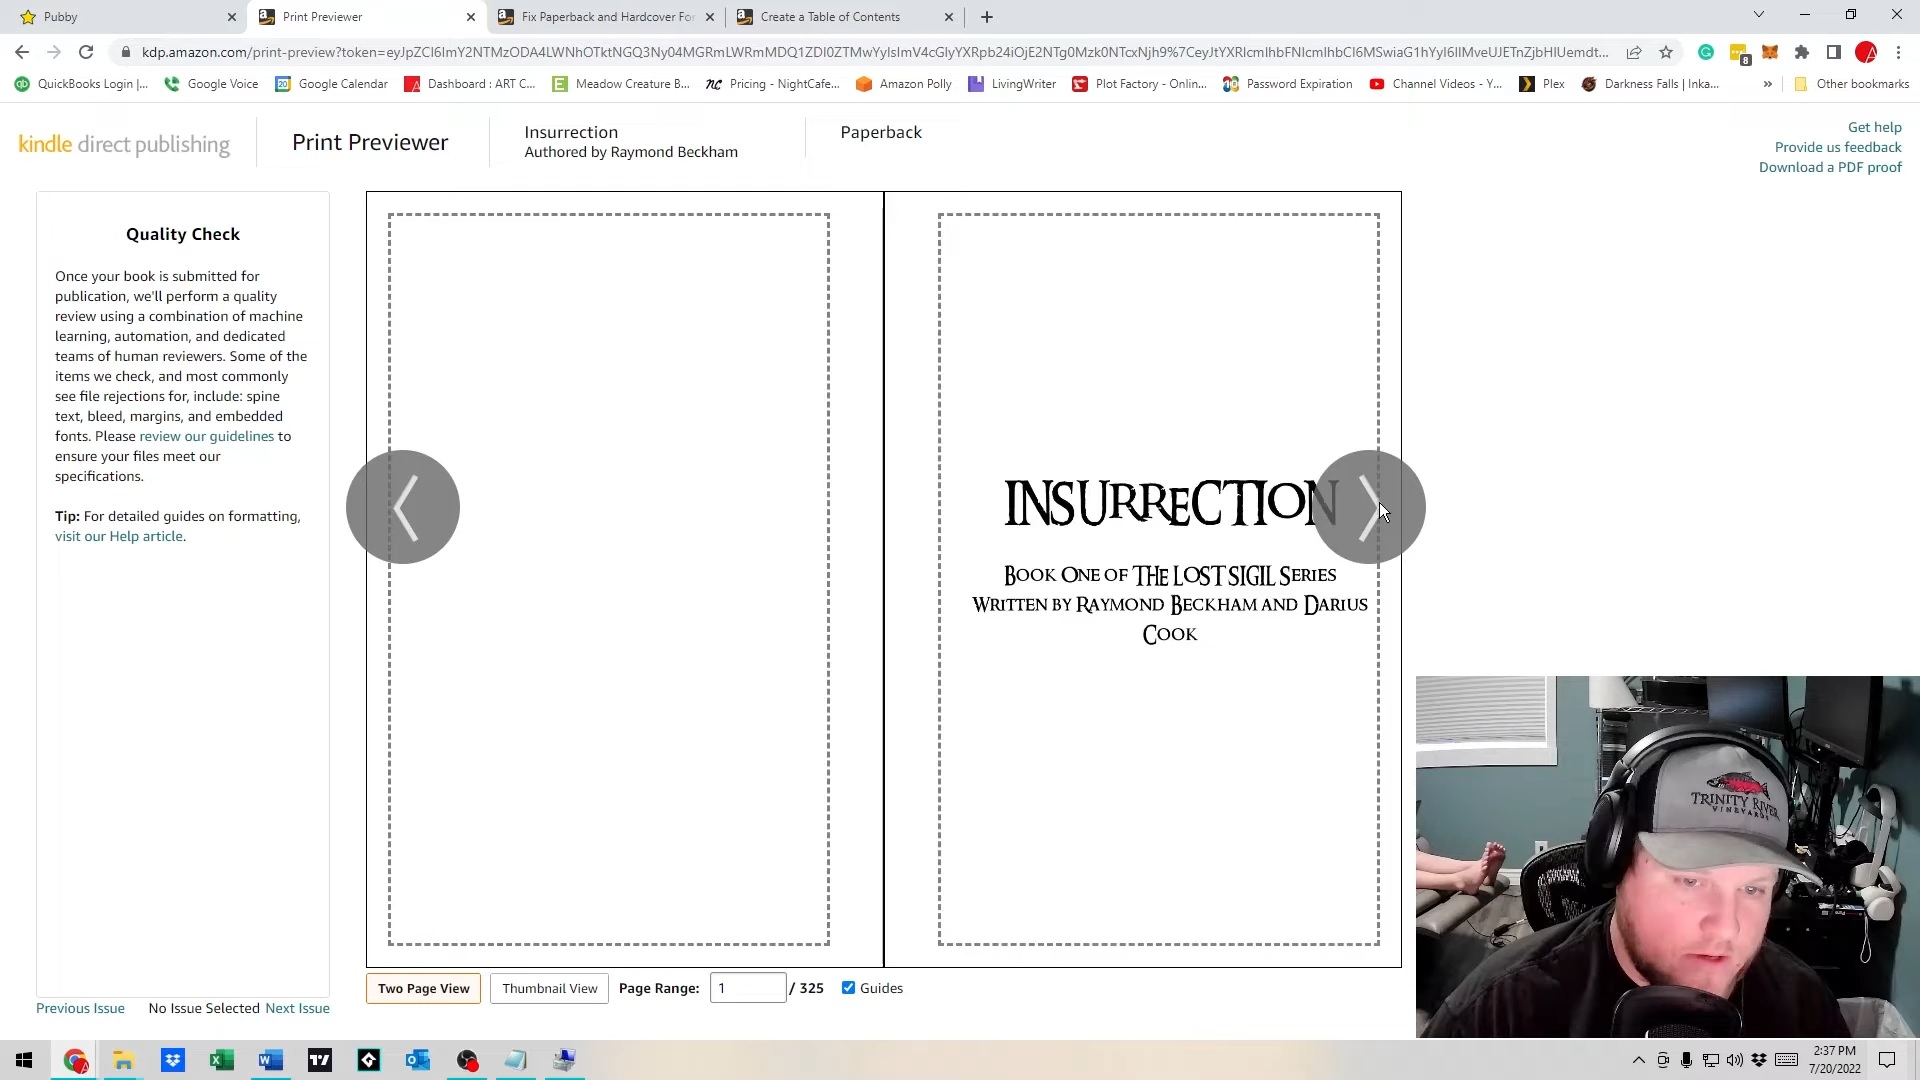 Pubby
Print Previewer
Fix Paperback and Hardcover For
Create a Table of Contents
QuickBooks Login |...
Google Voice
Google Calendar
Dashboard : ART C...
Meadow Creature B...
Pricing - NightCafe...
Amazon Polly
LivingWriter
Plot Factory - Onlin...
Password Expiration
Channel Videos - Y...
Plex
Darkness Falls | Inka...
»
Other bookmarks
kindle direct publishing
Print Previewer
Insurrection
Authored by Raymond Beckham
Paperback
Get help
Provide us feedback
Download a PDF proof
Quality Check
Once your book is submitted for
publication, we'll perform a quality
review using a combination of machine
learning, automation, and dedicated
teams of human reviewers. Some of the
items we check, and most commonly
see file rejections for, include: spine
text, bleed, margins, and embedded
fonts. Please review our guidelines to
ensure your files meet our
specifications.
Tip: For detailed guides on formatting,
visit our Help article.
INSURRECTION
Book One of THE LOST SIGIL Series
Written by Raymond Beckham and Darius
Cook
TRINITY RIVER
VINEYARDS
Two Page View
Thumbnail View
Page Range:
1
/ 325
Guides
Previous Issue
No Issue Selected
Next Issue
2:37 PM
7/20/2022